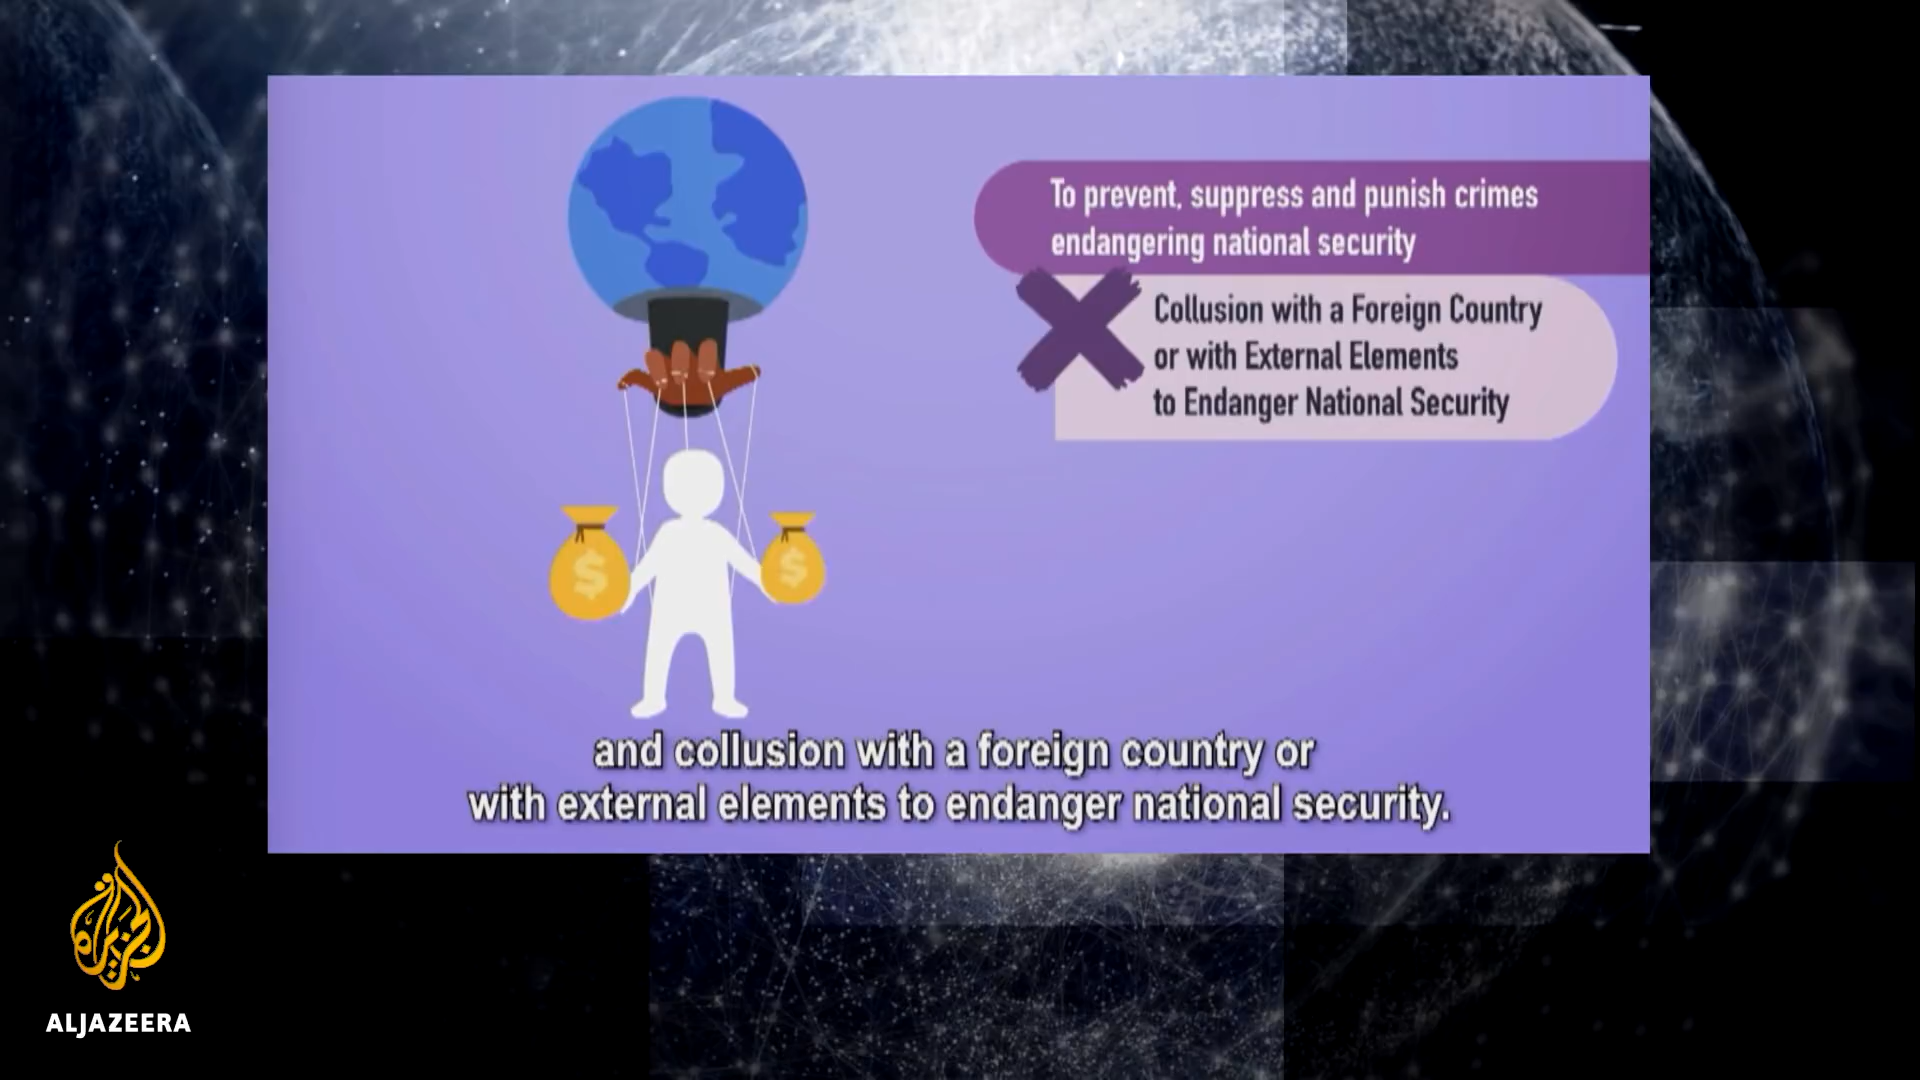 To prevent, suppress and punish crimes
endangering national security
Collusion with a Foreign Country
or with External Elements
to Endanger National Security
$
$
and collusion with a foreign country or
with external elements to endanger national security.
الجزيرة
ALJAZEERA